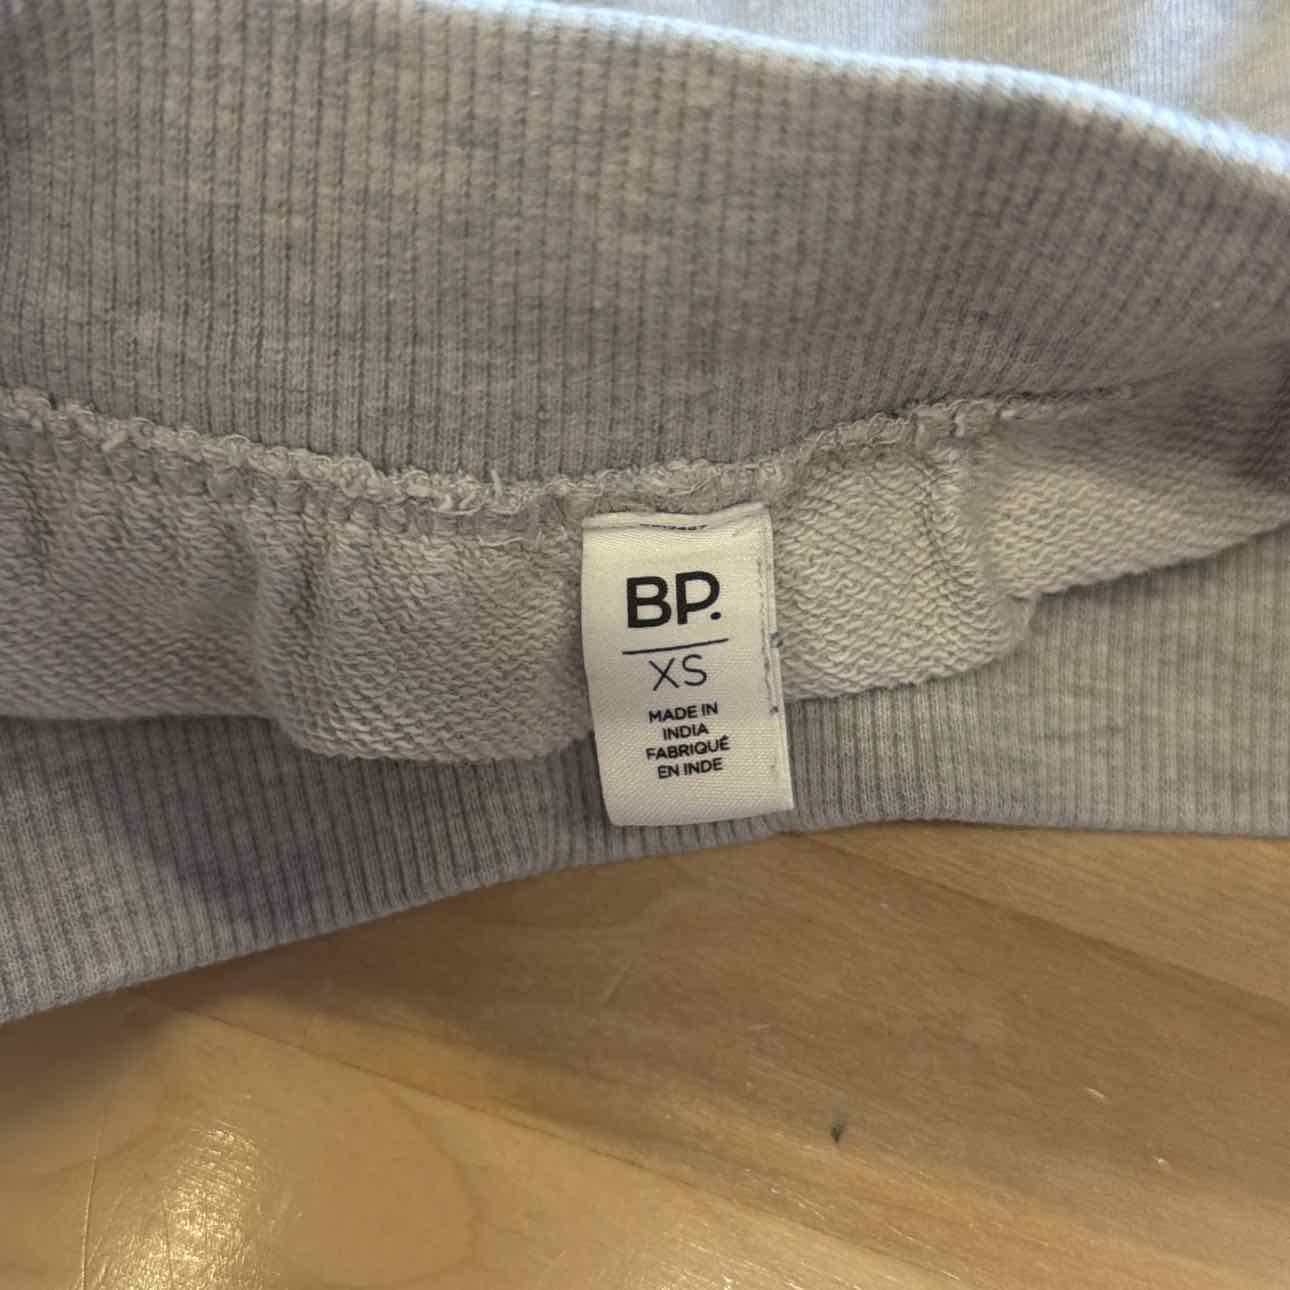 BP.
XS
MADE IN
INDIA
FABRIQUÉ
EN INDE